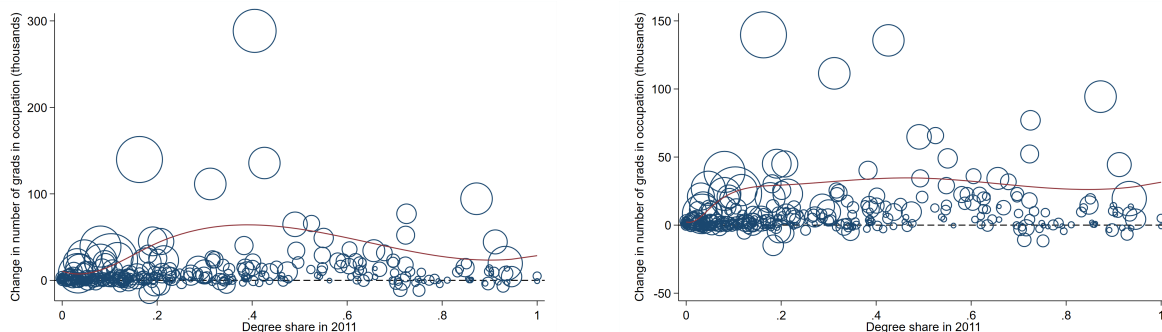 Change in number of grads in occupation (thousands)
300
200
100
0
0 .2 .4 .6 .8 1
Degree share in 2011
Change in number of grads in occupation (thousands)
150
100
50
0
-50
0 .2 .4 .6 .8 1
Degree share in 2011